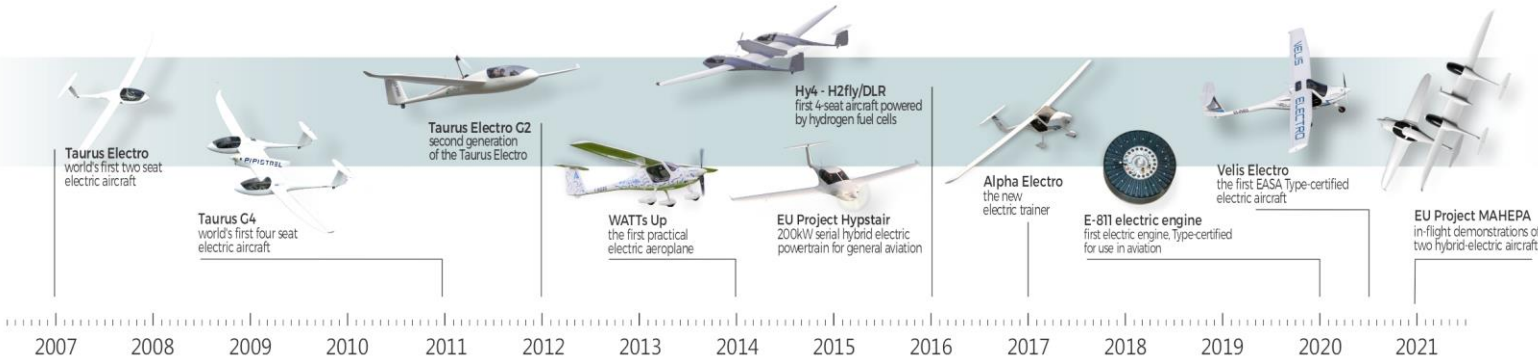 Taurus Electro
world's first two seat
electric aircraft
PIPISTREL
Taurus G4
world's first four seat
electric aircraft
Taurus Electro G2
second generation
of the Taurus Electro
WATTs Up
the first practical
electric aeroplane
Hy4 - H2fly/DLR
first 4-seat aircraft powered
by hydrogen fuel cells
EU Project Hypstair
200kW serial hybrid electric
powertrain for general aviation
Alpha Electro
the new
electric trainer
E-811 electric engine
first electric engine, Type-certified
for use in aviation
VELIS ELECTRO
Velis Electro
the first EASA Type-certified
electric aircraft
EU Project MAHEPA
in-flight demonstrations of
two hybrid-electric aircraft
2007 2008 2009 2010 2011 2012 2013 2014 2015 2016 2017 2018 2019 2020 2021